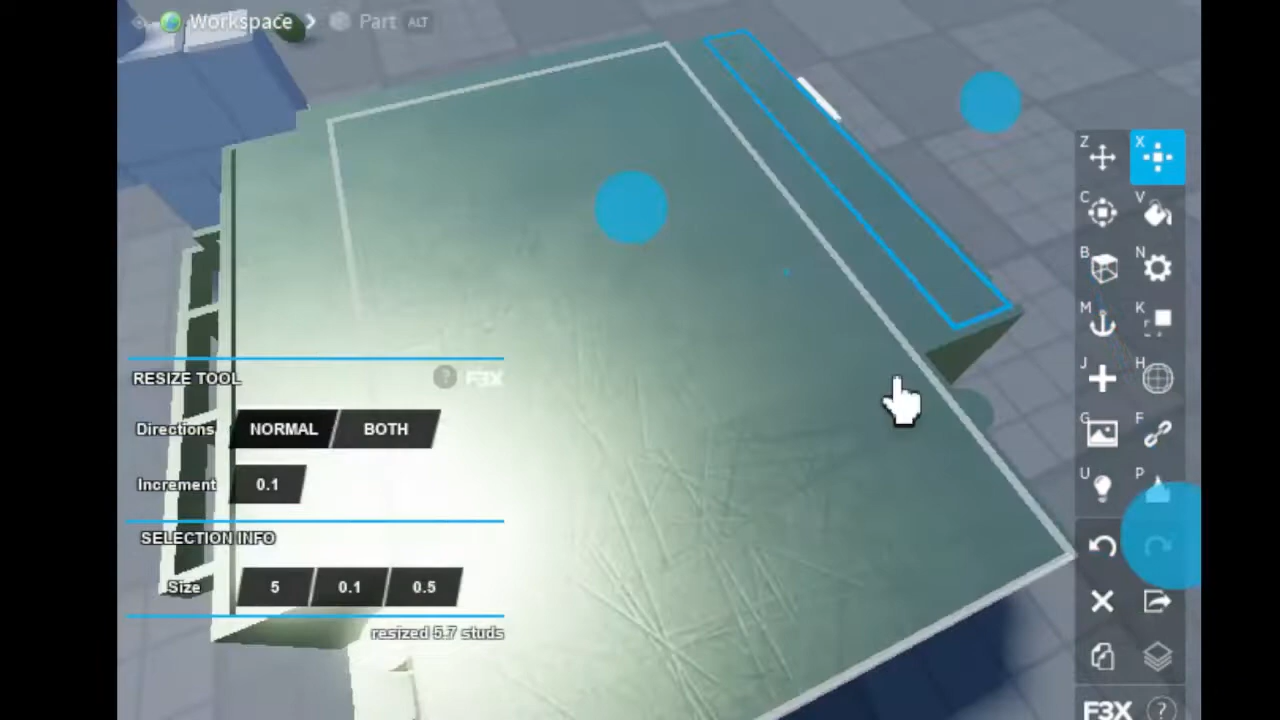 Workspace > Part ALT
Z X
C V
B N
M K
J H
G F
U P
RESIZE TOOL ? F3X
Directions NORMAL BOTH
Increment 0.1
SELECTION INFO
Size 5 0.1 0.5
resized 5.7 studs
F3X ?